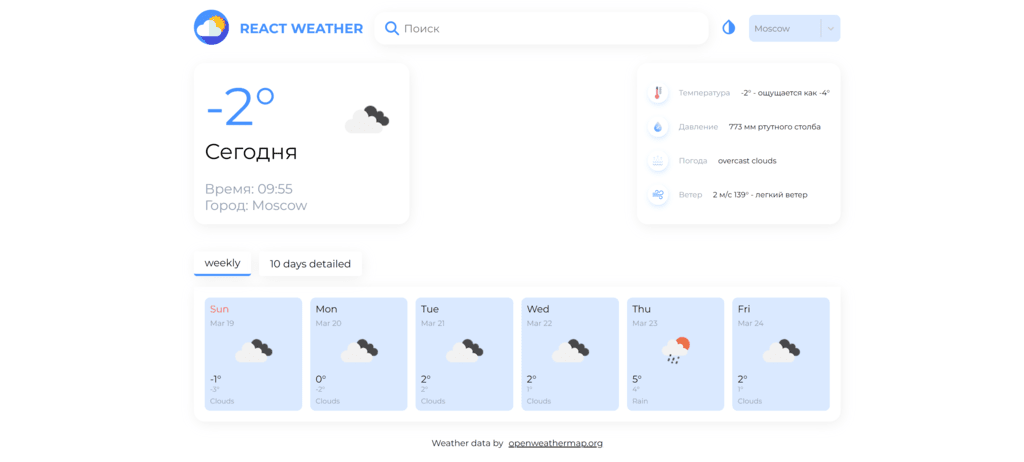 REACT WEATHER
Поиск
Moscow
-2°
Сегодня
Время: 09:55
Город: Moscow
Температура -2° - ощущается как -4°
Давление 773 мм ртутного столба
Погода overcast clouds
Ветер 2 м/с 139° - легкий ветер
weekly
10 days detailed
Sun
Mar 19
-1°
-3°
Clouds
Mon
Mar 20
0°
-2°
Clouds
Tue
Mar 21
2°
2°
Clouds
Wed
Mar 22
2°
1°
Clouds
Thu
Mar 23
5°
4°
Rain
Fri
Mar 24
2°
1°
Clouds
Weather data by openweathermap.org